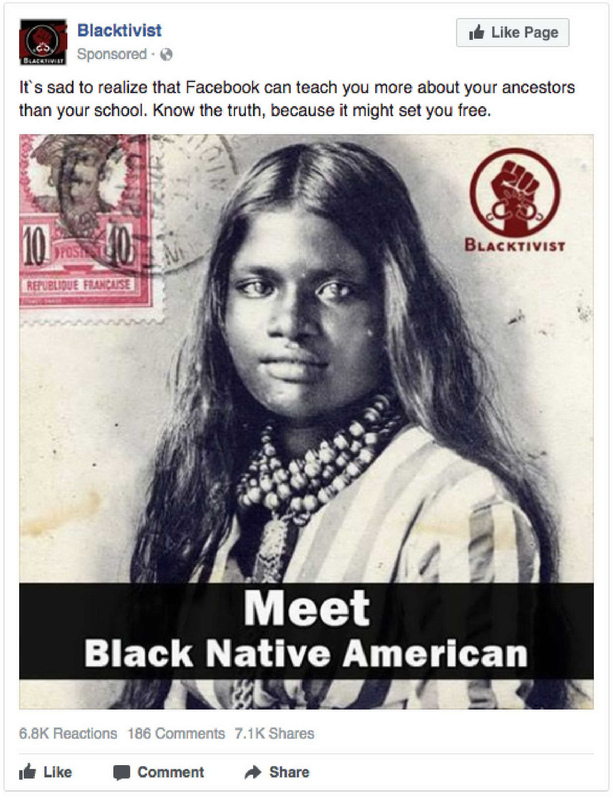 Blacktivist
Sponsored ·
Like Page
BLACKTIVIST
It`s sad to realize that Facebook can teach you more about your ancestors
than your school. Know the truth, because it might set you free.
10 POSTES 10
REPUBLIQUE FRANCAISE
BLACKTIVIST
Meet
Black Native American
6.8K Reactions 186 Comments 7.1K Shares
Like Comment Share